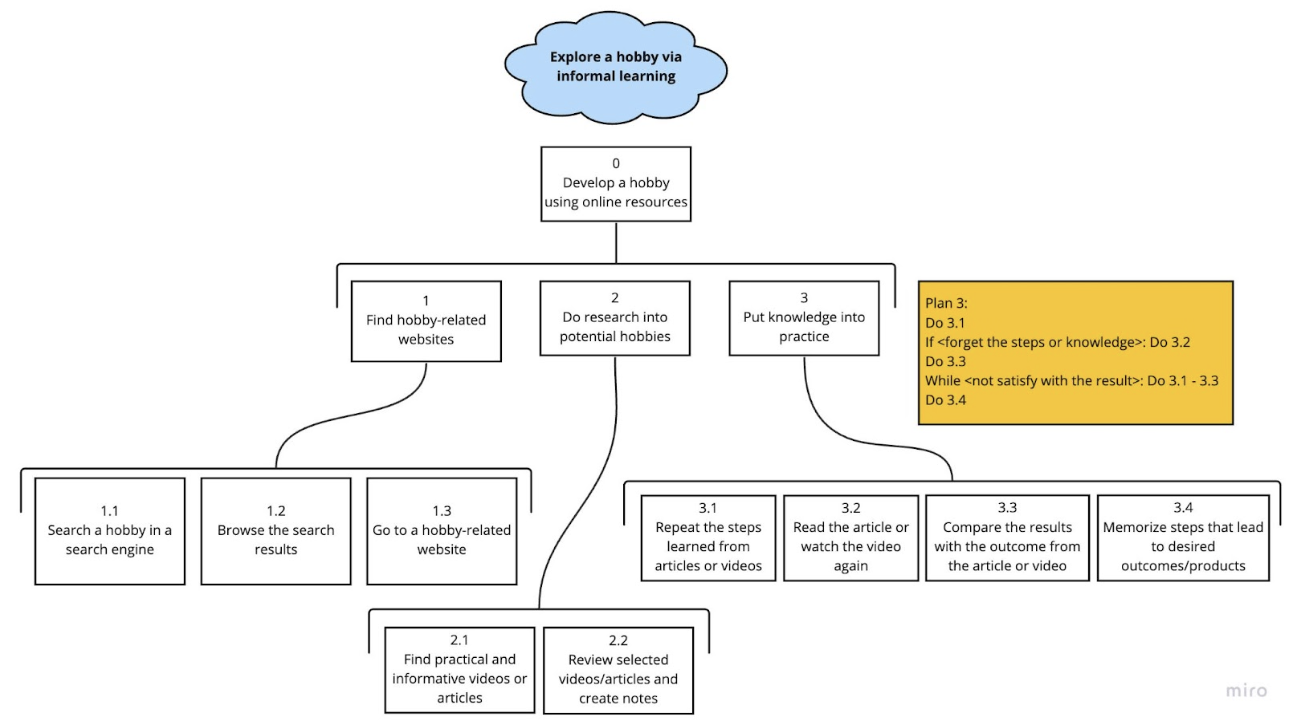 Explore a hobby via
informal learning
0
Develop a hobby
using online resources
1
Find hobby-related
websites
2
Do research into
potential hobbies
3
Put knowledge into
practice
Plan 3:
Do 3.1
If <forget the steps or knowledge>: Do 3.2
Do 3.3
While <not satisfy with the result>: Do 3.1 - 3.3
Do 3.4
1.1
Search a hobby in a
search engine
1.2
Browse the search
results
1.3
Go to a hobby-related
website
3.1
Repeat the steps
learned from
articles or videos
3.2
Read the article or
watch the video
again
3.3
Compare the results
with the outcome from
the article or video
3.4
Memorize steps that lead
to desired
outcomes/products
2.1
Find practical and
informative videos or
articles
2.2
Review selected
videos/articles and
create notes
miro